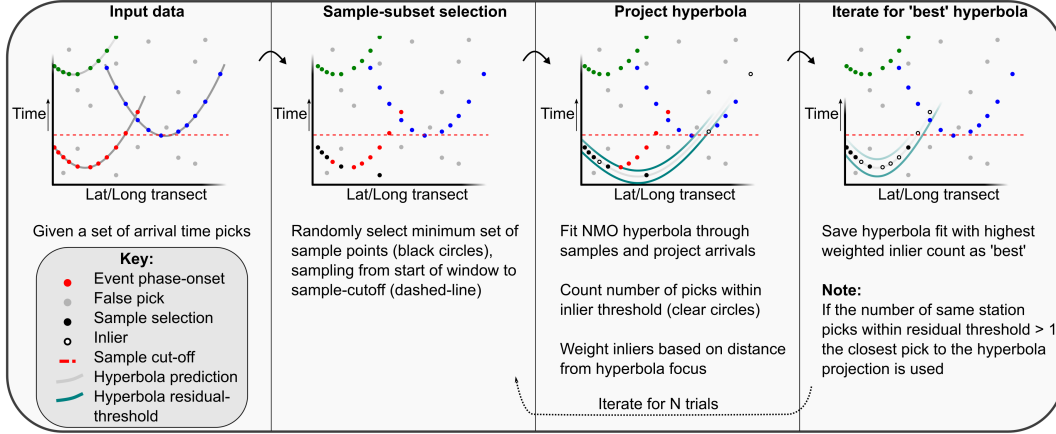 Input data
Time
Lat/Long transect
Given a set of arrival time picks
Key:
Event phase-onset
False pick
Sample selection
Inlier
Sample cut-off
Hyperbola prediction
Hyperbola residual-
threshold
Sample-subset selection
Lat/Long transect
Randomly select minimum set of
sample points (black circles),
sampling from start of window to
sample-cutoff (dashed-line)
Project hyperbola
Time
Lat/Long transect
Fit NMO hyperbola through
samples and project arrivals
Count number of picks within
inlier threshold (clear circles)
Weight inliers based on distance
from hyperbola focus
Iterate for N trials
Iterate for 'best' hyperbola
Time
Lat/Long transect
Save hyperbola fit with highest
weighted inlier count as 'best'
Note:
If the number of same station
picks within residual threshold > 1
the closest pick to the hyperbola
projection is used